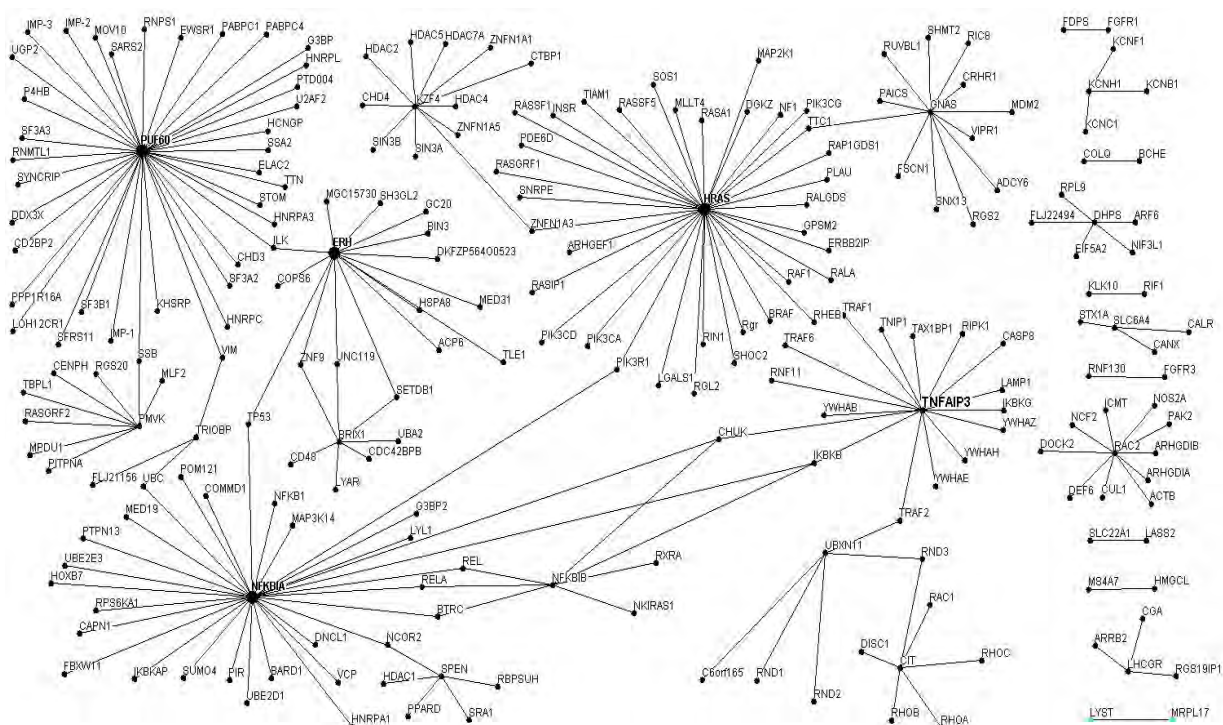 IMP-3
IMP-2
MOV10
RNPS1
EWSR1
PABPC1
PABPC4
UGP2
SARS2
G3BP
HNRPL
PTD004
U2AF2
P4HB
HCNGP
SF3A3
PUF60
SSA2
RNMTL1
ELAC2
SYNCRIP
TTN
STOM
DDX3X
HNRPA3
CD2BP2
ILK
CHD3
SF3A2
PPP1R16A
LOH12CR1
SF3B1
SFRS11
IMP-1
KHSRP
HNRPC
VIM
SSB
CENPH
RGS20
MLF2
TBPL1
RASGRF2
PMVK
MPDU1
PITPNA
TRIOBP
FLJ21156
UBC
HDAC2
HDAC5
HDAC7A
ZNFN1A1
CTBP1
CHD4
KZF4
HDAC4
ZNFN1A5
SIN3B
SIN3A
ZNFN1A3
MGC15730
SH3GL2
GC20
BIN3
ERH
DKFZP564O0523
COPS6
HSPA8
MED31
ACP6
TLE1
ZNF9
UNC119
SETDB1
TP53
BRIX1
UBA2
CDC42BPB
CD48
LYAR
MAP2K1
SOS1
TIAM1
RASSF5
MLLT4
RASA1
DGKZ
NF1
PIK3CG
TTC1
RASSF1
INSR
PDE6D
RAP1GDS1
RASGRF1
PLAU
SNRPE
HRAS
RALGDS
GPSM2
ARHGEF1
ERBB2IP
RASIP1
RAF1
RALA
PIK3CD
PIK3CA
PIK3R1
LGALS1
RGL2
RIN1
SHOC2
Rgr
BRAF
RHEB
RUVBL1
SHMT2
RIC8
CRHR1
PAICS
GNAS
MDM2
VIPR1
FSCN1
ADCY6
SNX13
RGS2
TRAF1
TRAF6
TNIP1
TAX1BP1
RIPK1
CASP8
RNF11
LAMP1
TNFAIP3
IKBKG
YWHAB
YWHAZ
YWHAH
YWHAE
CHUK
IKBKB
TRAF2
POM121
COMMD1
NFKB1
MAP3K14
G3BP2
LYL1
MED19
PTPN13
UBE2E3
HOXB7
NFKBIA
RPS6KA1
CAPN1
FBXW11
IKBKAP
SUMO4
PIR
UBE2D1
BARD1
DNCL1
VCP
HNRPA1
NCOR2
REL
RELA
BTRC
NFKBIB
RXRA
NKIRAS1
HDAC1
SPEN
RBPSUH
PPARD
SRA1
UBXN11
RND3
C6orf165
RND1
RND2
RAC1
DISC1
CIT
RHOC
RHOB
RHOA
FDPS
FGFR1
KCNF1
KCNH1
KCNB1
KCNC1
COLQ
BCHE
RPL9
FLJ22494
DHPS
ARF6
EIF5A2
NIF3L1
KLK10
RIF1
STX1A
SLC6A4
CALR
CANX
RNF130
FGFR3
NCF2
ICMT
NOS2A
PAK2
DOCK2
RAC2
ARHGDIB
ARHGDIA
DEF6
CUL1
ACTB
SLC22A1
LASS2
MS4A7
HMGCL
CGA
ARRB2
LHCGR
RGS19IP1
LYST
MRPL17